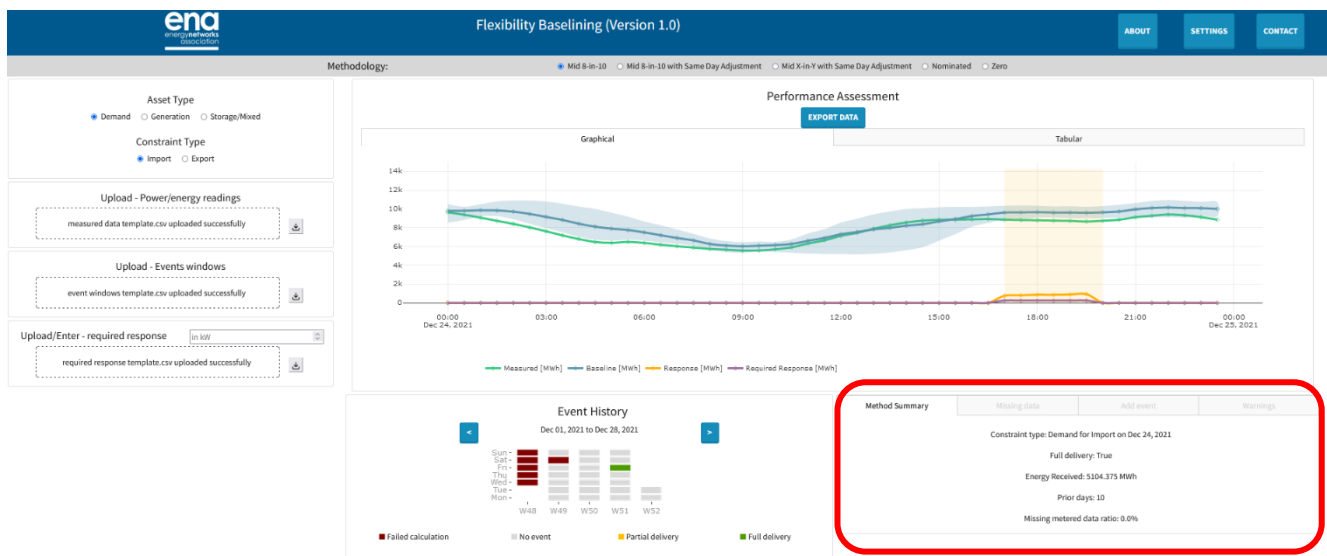 ena
energynetworks
association
Flexibility Baselining (Version 1.0)
ABOUT
SETTINGS
CONTACT
Methodology:
Mid 8-in-10
Mid 8-in-10 with Same Day Adjustment
Mid X-in-Y with Same Day Adjustment
Nominated
Zero
Asset Type
Demand
Generation
Storage/Mixed
Constraint Type
Import
Export
Upload - Power/energy readings
measured data template.csv uploaded successfully
Upload - Events windows
event windows template.csv uploaded successfully
Upload/Enter - required response
in kW
required response template.csv uploaded successfully
Performance Assessment
EXPORT DATA
Graphical
Tabular
14k
12k
10k
8k
6k
4k
2k
0
00:00
Dec 24, 2021
03:00
06:00
09:00
12:00
15:00
18:00
21:00
00:00
Dec 25, 2021
Measured [MWh]
Baseline [MWh]
Response [MWh]
Required Response [MWh]
Event History
<
Dec 01, 2021 to Dec 28, 2021
>
Sun
Sat
Fri
Thu
Wed
Tue
Mon
W48
W49
W50
W51
W52
Failed calculation
No event
Partial delivery
Full delivery
Method Summary
Missing data
Add event
Warnings
Constraint type: Demand for Import on Dec 24, 2021
Full delivery: True
Energy Received: 5104.375 MWh
Prior days: 10
Missing metered data ratio: 0.0%